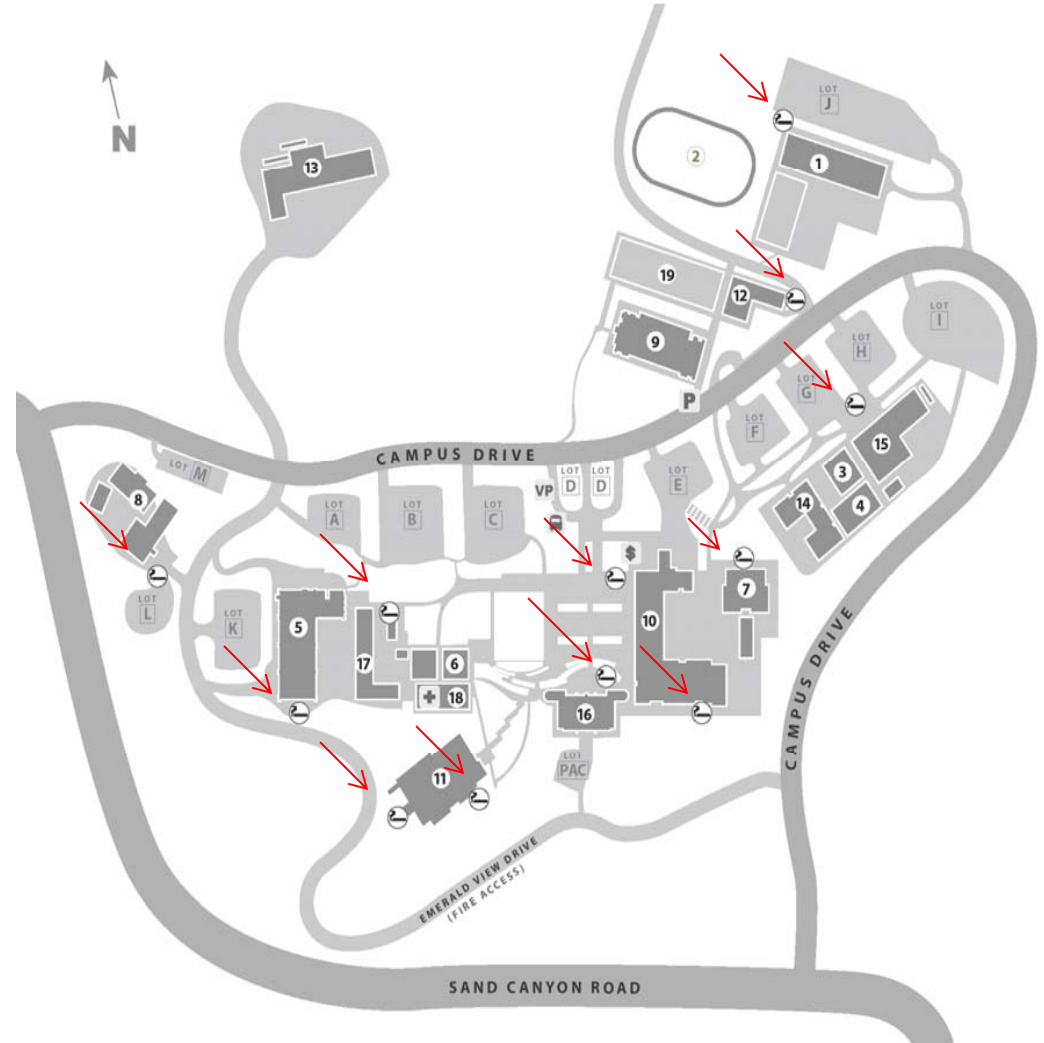 LOT
J
N
2
1
13
19
12
9
LOT
I
LOT
H
LOT
G
P
LOT
F
15
CAMPUS DRIVE
LOT M
LOT
D
LOT
D
LOT
E
3
VP
8
14
4
LOT
A
LOT
B
LOT
C
$
7
LOT
L
LOT
K
5
10
17
6
18
16
CAMPUS DRIVE
LOT
PAC
11
EMERALD VIEW DRIVE
(FIRE ACCESS)
SAND CANYON ROAD